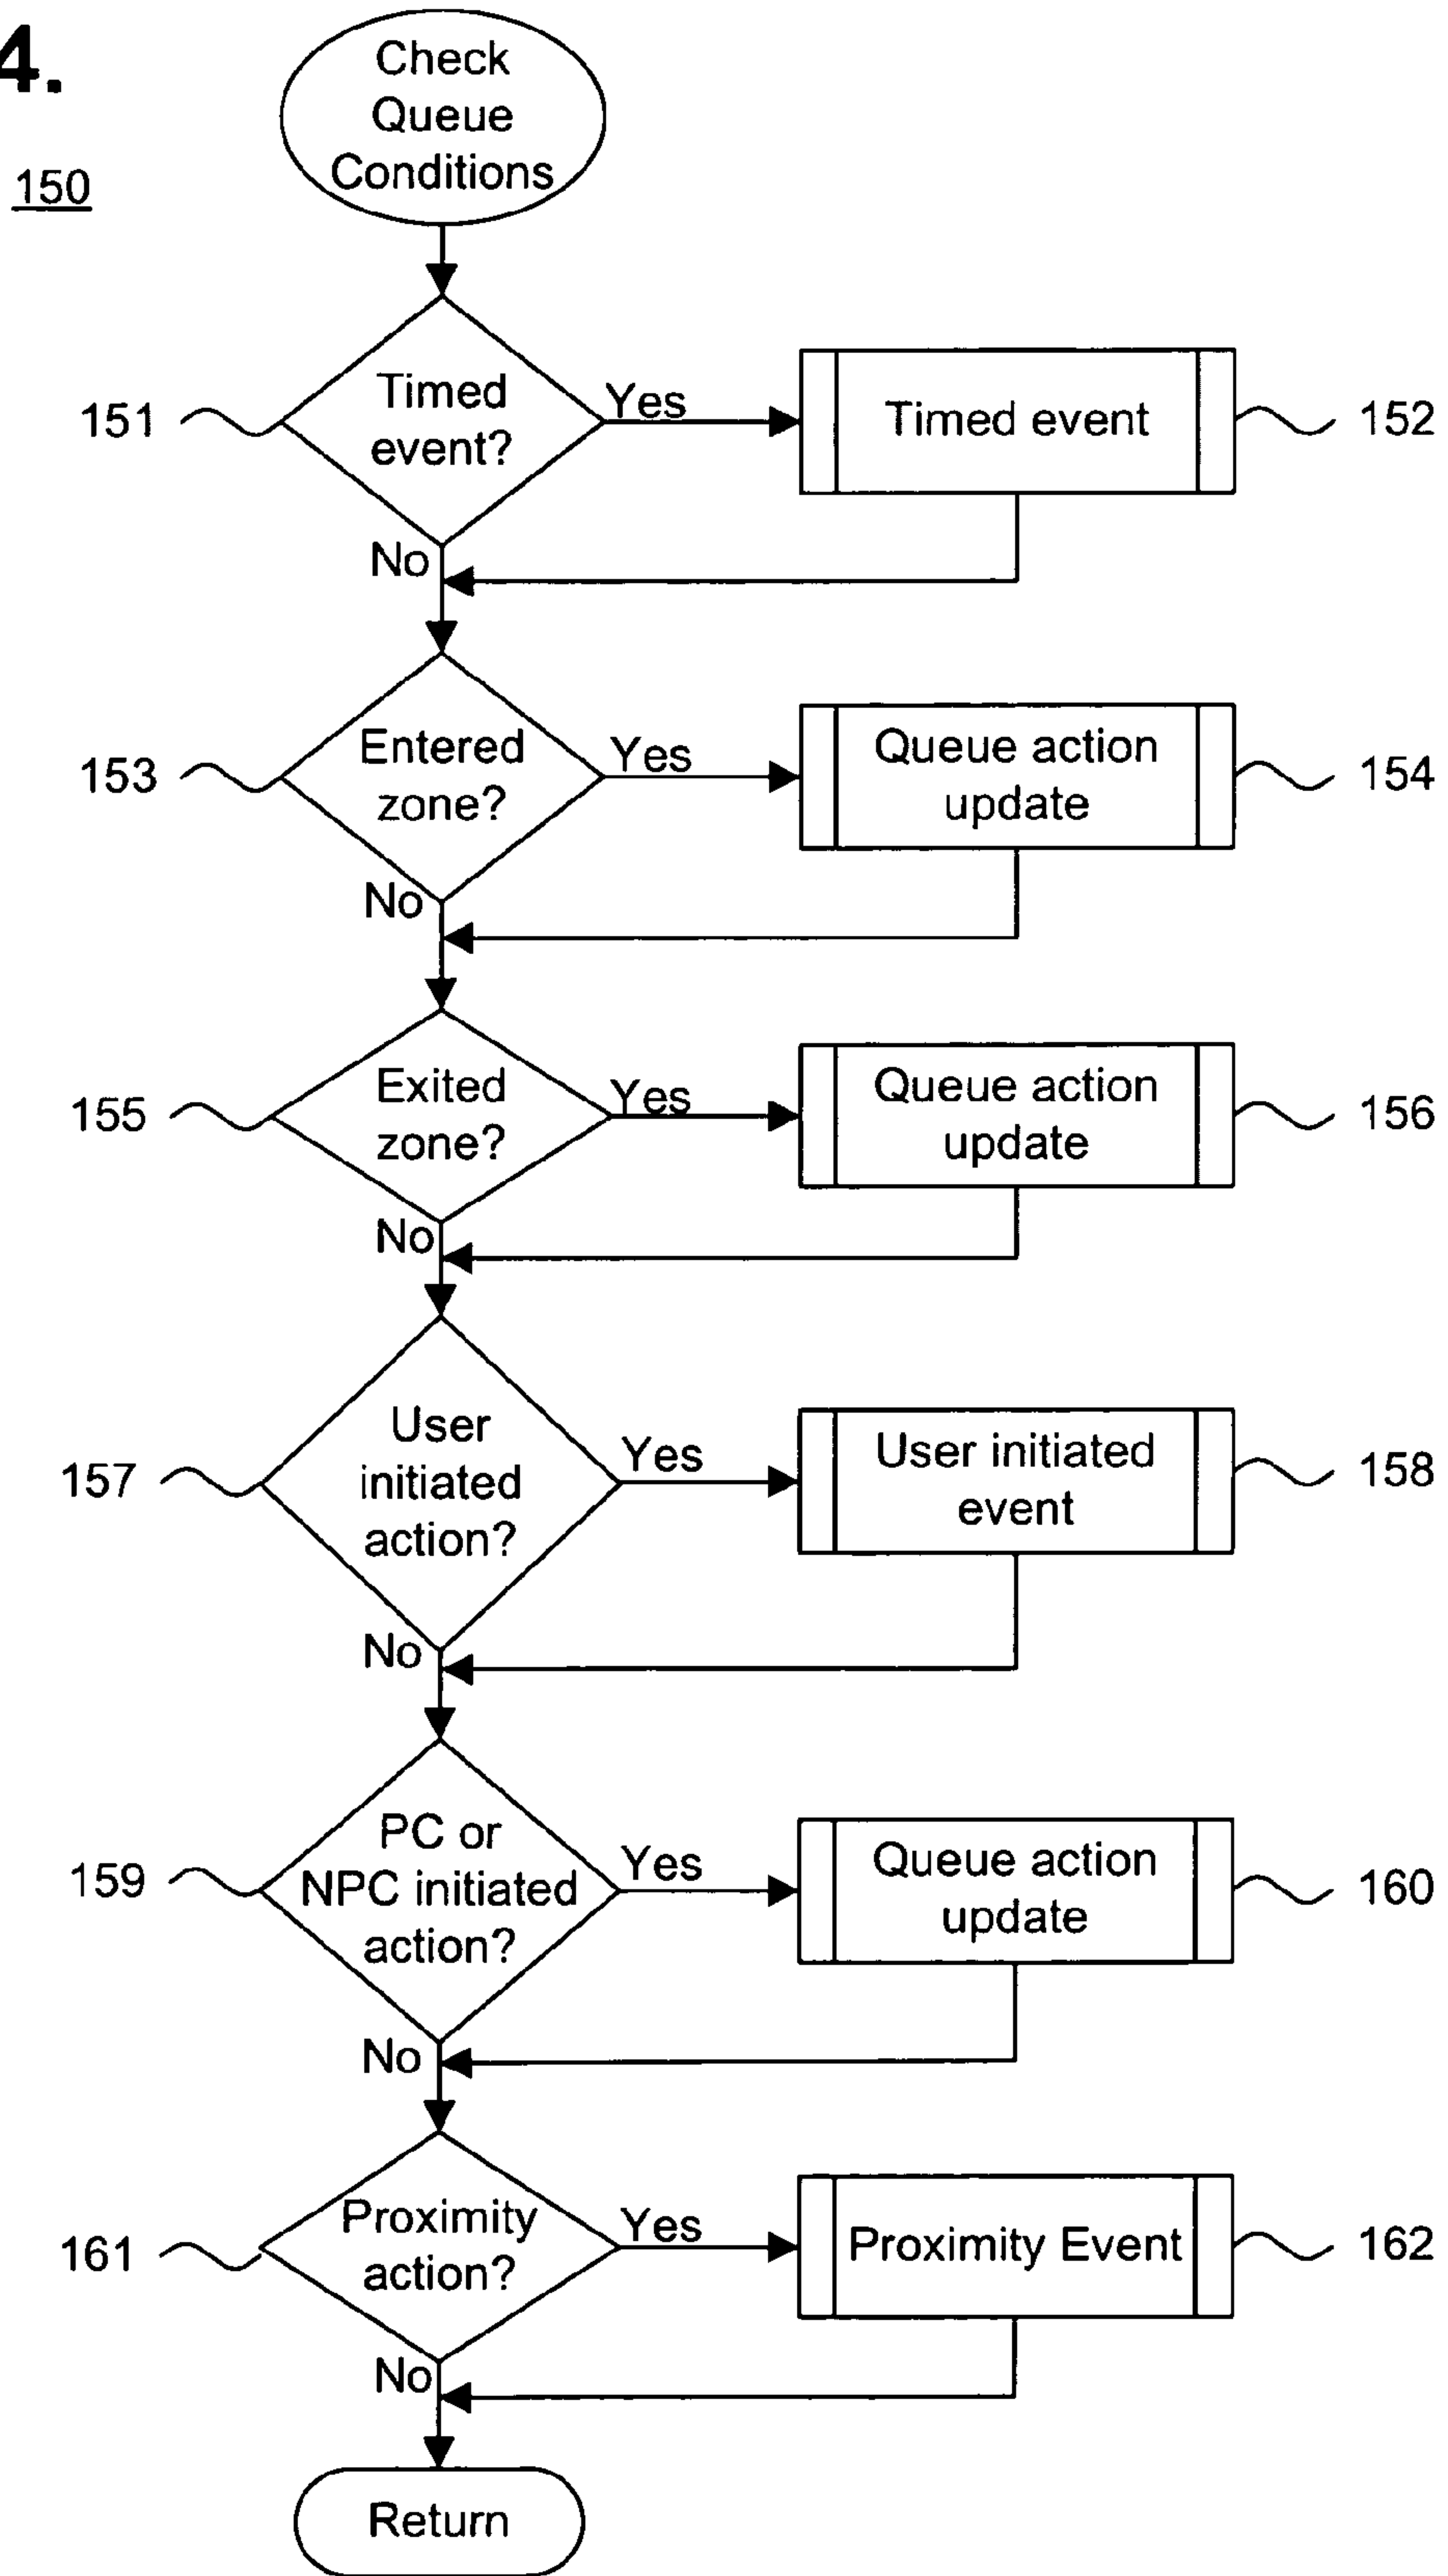 4.
150
Check
Queue
Conditions
151
Timed
event?
Yes
Timed event
152
No
153
Entered
zone?
Yes
Queue action
update
154
No
155
Exited
zone?
Yes
Queue action
update
156
No
157
User
initiated
action?
Yes
User initiated
event
158
No
159
PC or
NPC initiated
action?
Yes
Queue action
update
160
No
161
Proximity
action?
Yes
Proximity Event
162
No
Return